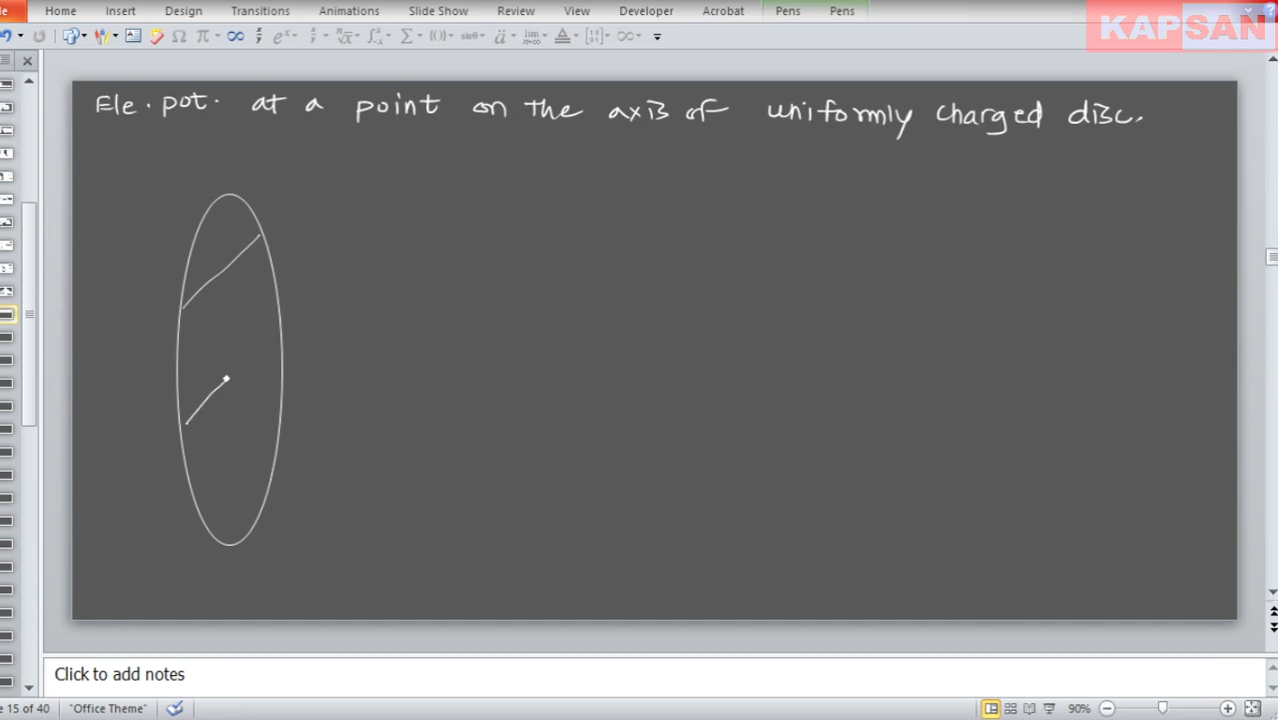 KAPSAN
le Home Insert Design Transitions Animations Slide Show Review View Developer Acrobat Pens Pens
Ele. pot. at a point on the axis of uniformly charged disc.
Click to add notes
e 15 of 40 "Office Theme" 90%